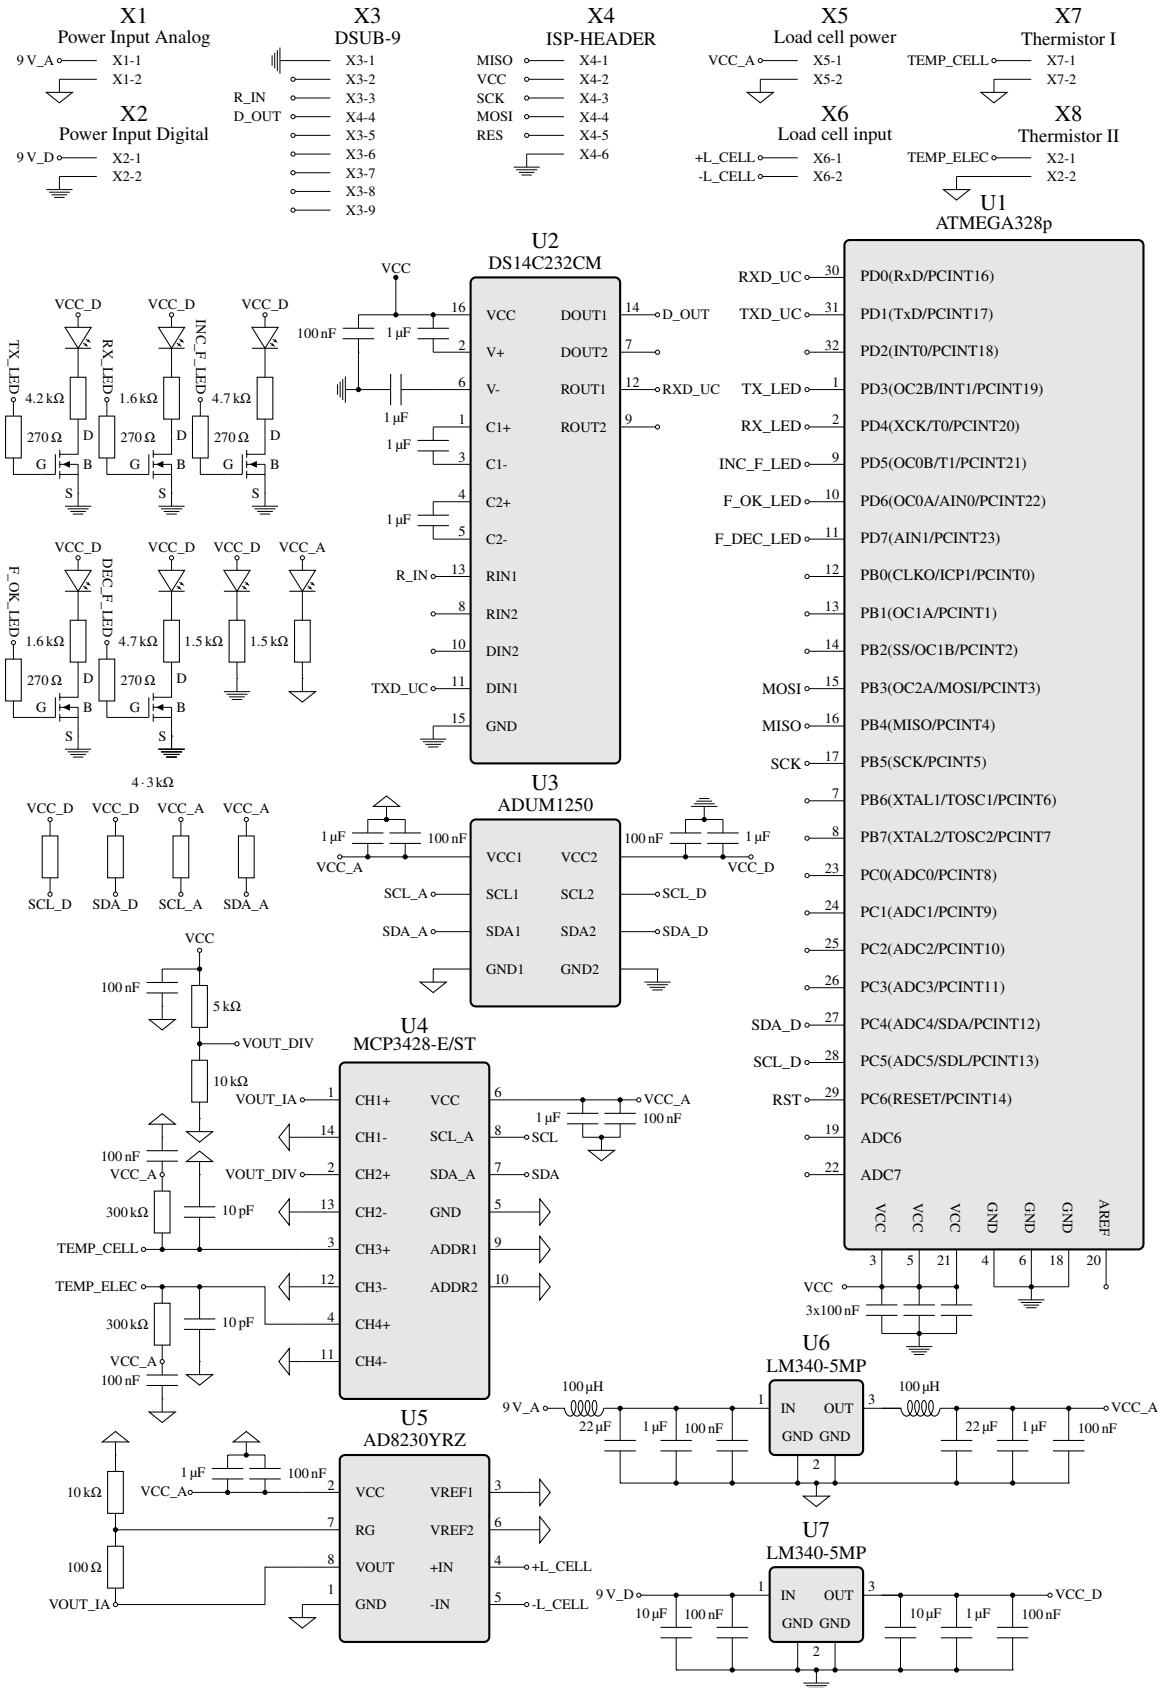 X1
Power Input Analog
9 V_A X1-1
X1-2
X2
Power Input Digital
9 V_D X2-1
X2-2
X3
DSUB-9
X3-1
X3-2
R_IN X3-3
D_OUT X4-4
X3-5
X3-6
X3-7
X3-8
X3-9
X4
ISP-HEADER
MISO X4-1
VCC X4-2
SCK X4-3
MOSI X4-4
RES X4-5
X4-6
X5
Load cell power
VCC_A X5-1
X5-2
X6
Load cell input
+L_CELL X6-1
-L_CELL X6-2
X7
Thermistor I
TEMP_CELL X7-1
X7-2
X8
Thermistor II
TEMP_ELEC X2-1
X2-2
U1
ATMEGA328p
RXD_UC 30 PD0(RxD/PCINT16)
TXD_UC 31 PD1(TxD/PCINT17)
32 PD2(INT0/PCINT18)
TX_LED 1 PD3(OC2B/INT1/PCINT19)
RX_LED 2 PD4(XCK/T0/PCINT20)
INC_F_LED 9 PD5(OC0B/T1/PCINT21)
F_OK_LED 10 PD6(OC0A/AIN0/PCINT22)
F_DEC_LED 11 PD7(AIN1/PCINT23)
12 PB0(CLKO/ICP1/PCINT0)
13 PB1(OC1A/PCINT1)
14 PB2(SS/OC1B/PCINT2)
MOSI 15 PB3(OC2A/MOSI/PCINT3)
MISO 16 PB4(MISO/PCINT4)
SCK 17 PB5(SCK/PCINT5)
7 PB6(XTAL1/TOSC1/PCINT6)
8 PB7(XTAL2/TOSC2/PCINT7
23 PC0(ADC0/PCINT8)
24 PC1(ADC1/PCINT9)
25 PC2(ADC2/PCINT10)
26 PC3(ADC3/PCINT11)
SDA_D 27 PC4(ADC4/SDA/PCINT12)
SCL_D 28 PC5(ADC5/SDL/PCINT13)
RST 29 PC6(RESET/PCINT14)
19 ADC6
22 ADC7
VCC VCC VCC GND GND GND AREF
3 5 21 4 6 18 20
VCC
3x100 nF
U2
DS14C232CM
VCC
100 nF 1 µF
16 VCC DOUT1 14 D_OUT
2 V+ DOUT2 7
6 V- ROUT1 12 RXD_UC
1 µF
1 C1+ ROUT2 9
1 µF
3 C1-
4 C2+
1 µF
5 C2-
R_IN 13 RIN1
8 RIN2
10 DIN2
TXD_UC 11 DIN1
15 GND
VCC_D VCC_D VCC_D
TX_LED RX_LED INC_F_LED
4.2 kΩ 1.6 kΩ 4.7 kΩ
270 Ω D 270 Ω D 270 Ω D
G B G B G B
S S S
VCC_D VCC_D VCC_D VCC_A
F_OK_LED DEC_F_LED
1.6 kΩ 4.7 kΩ 1.5 kΩ 1.5 kΩ
270 Ω D 270 Ω D
G B G B
S S
4 · 3 kΩ
VCC_D VCC_D VCC_A VCC_A
SCL_D SDA_D SCL_A SDA_A
U3
ADUM1250
1 µF 100 nF 100 nF 1 µF
VCC_A VCC1 VCC2 VCC_D
SCL_A SCL1 SCL2 SCL_D
SDA_A SDA1 SDA2 SDA_D
GND1 GND2
VCC
100 nF
5 kΩ
VOUT_DIV
10 kΩ
U4
MCP3428-E/ST
VOUT_IA 1 CH1+ VCC 6 VCC_A
1 µF 100 nF
14 CH1- SCL_A 8 SCL
VOUT_DIV 2 CH2+ SDA_A 7 SDA
13 CH2- GND 5
TEMP_CELL 3 CH3+ ADDR1 9
12 CH3- ADDR2 10
4 CH4+
11 CH4-
100 nF
VCC_A
300 kΩ 10 pF
TEMP_ELEC
300 kΩ 10 pF
VCC_A
100 nF
U5
AD8230YRZ
1 µF 100 nF
10 kΩ VCC_A 2 VCC VREF1 3
7 RG VREF2 6
100 Ω 8 VOUT +IN 4 +L_CELL
VOUT_IA 1 GND -IN 5 -L_CELL
U6
LM340-5MP
9 V_A 100 µH 1 IN OUT 3 100 µH VCC_A
22 µF 1 µF 100 nF GND GND 22 µF 1 µF 100 nF
2
U7
LM340-5MP
9 V_D 1 IN OUT 3 VCC_D
10 µF 100 nF GND GND 10 µF 1 µF 100 nF
2